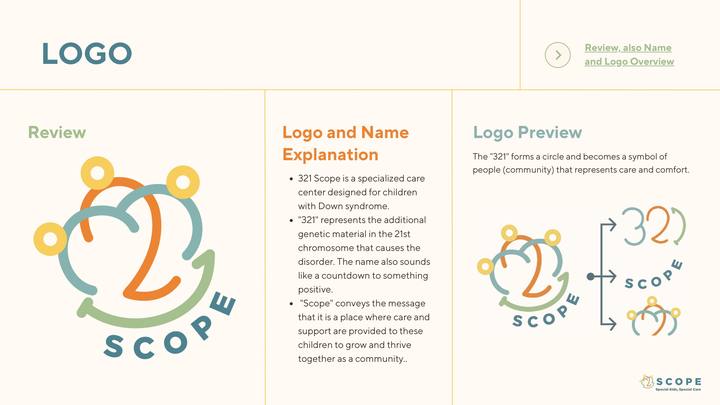 LOGO
Review, also Name
and Logo Overview
Review
SCOPE
Logo and Name
Explanation
• 321 Scope is a specialized care
center designed for children
with Down syndrome.
• "321" represents the additional
genetic material in the 21st
chromosome that causes the
disorder. The name also sounds
like a countdown to something
positive.
• "Scope" conveys the message
that it is a place where care and
support are provided to these
children to grow and thrive
together as a community..
Logo Preview
The "321" forms a circle and becomes a symbol of
people (community) that represents care and comfort.
SCOPE
321
SCOPE
SCOPE
Special Kids, Special Care